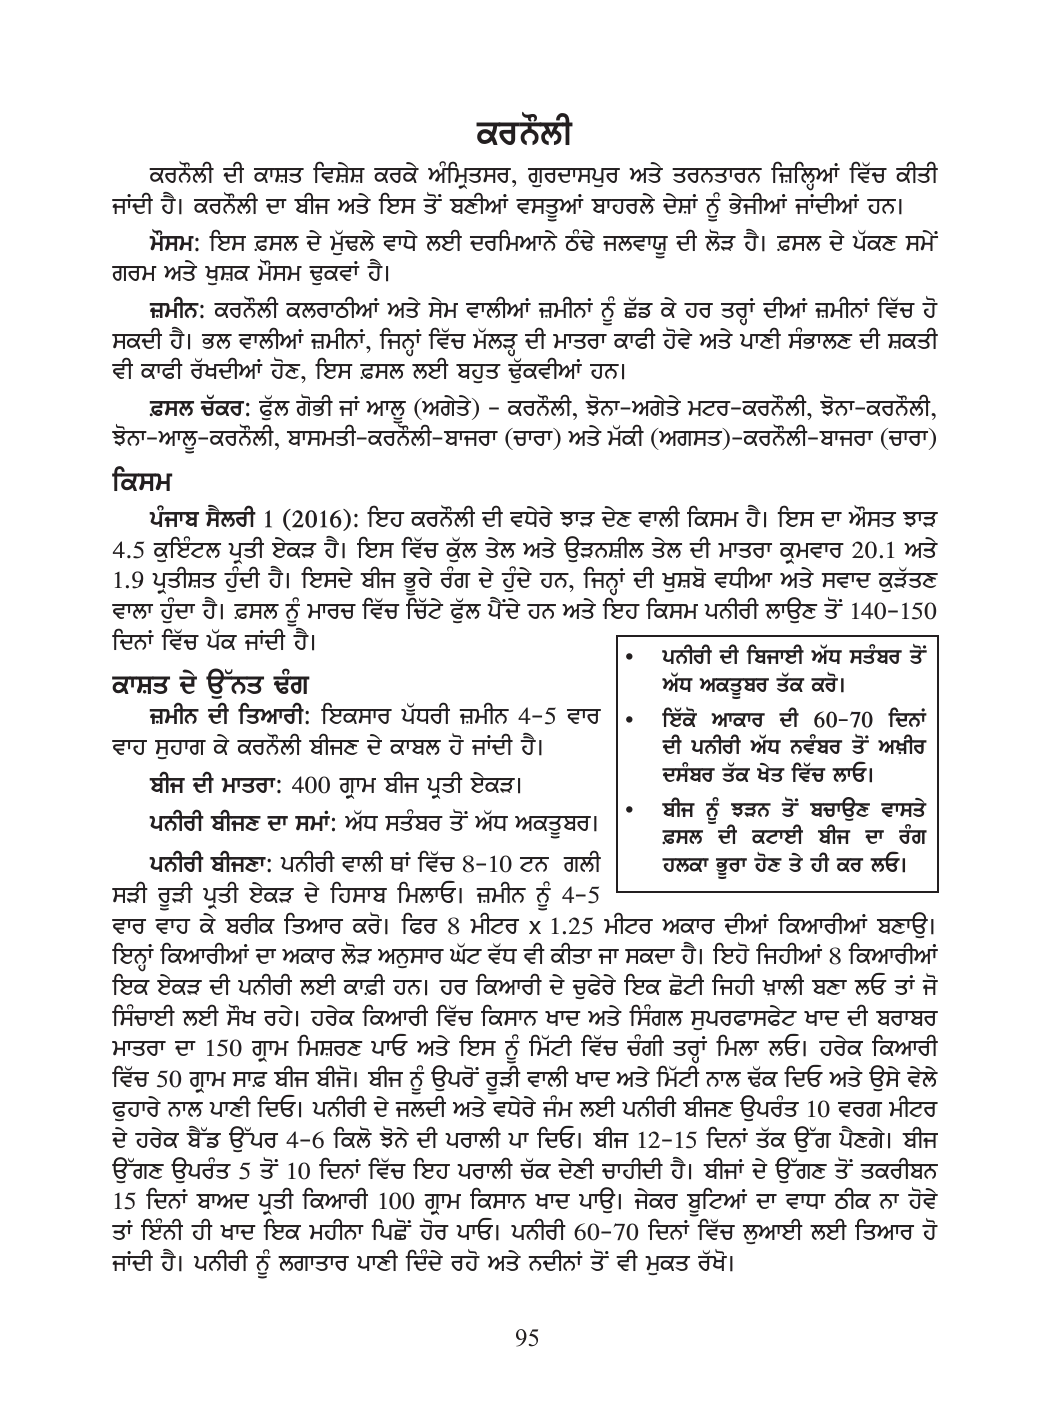 ਕਰਨੌਲੀ
ਕਰਨੌਲੀ ਦੀ ਕਾਸ਼ਤ ਵਿਸ਼ੇਸ਼ ਕਰਕੇ ਅੰਮ੍ਰਿਤਸਰ, ਗੁਰਦਾਸਪੁਰ ਅਤੇ ਤਰਨਤਾਰਨ ਜ਼ਿਲ੍ਹਿਆਂ ਵਿੱਚ ਕੀਤੀ
ਜਾਂਦੀ ਹੈ। ਕਰਨੌਲੀ ਦਾ ਬੀਜ ਅਤੇ ਇਸ ਤੋਂ ਬਣੀਆਂ ਵਸਤੂਆਂ ਬਾਹਰਲੇ ਦੇਸ਼ਾਂ ਨੂੰ ਭੇਜੀਆਂ ਜਾਂਦੀਆਂ ਹਨ।
ਮੌਸਮ: ਇਸ ਫ਼ਸਲ ਦੇ ਮੁੱਢਲੇ ਵਾਧੇ ਲਈ ਦਰਮਿਆਨੇ ਠੰਢੇ ਜਲਵਾਯੂ ਦੀ ਲੋੜ ਹੈ। ਫ਼ਸਲ ਦੇ ਪੱਕਣ ਸਮੇਂ
ਗਰਮ ਅਤੇ ਖੁਸ਼ਕ ਮੌਸਮ ਢੁਕਵਾਂ ਹੈ।
ਜ਼ਮੀਨ: ਕਰਨੌਲੀ ਕਲਰਾਠੀਆਂ ਅਤੇ ਸੇਮ ਵਾਲੀਆਂ ਜ਼ਮੀਨਾਂ ਨੂੰ ਛੱਡ ਕੇ ਹਰ ਤਰ੍ਹਾਂ ਦੀਆਂ ਜ਼ਮੀਨਾਂ ਵਿੱਚ ਹੋ
ਸਕਦੀ ਹੈ। ਭਲ ਵਾਲੀਆਂ ਜ਼ਮੀਨਾਂ, ਜਿਨ੍ਹਾਂ ਵਿੱਚ ਮੱਲੜ੍ਹ ਦੀ ਮਾਤਰਾ ਕਾਫੀ ਹੋਵੇ ਅਤੇ ਪਾਣੀ ਸੰਭਾਲਣ ਦੀ ਸ਼ਕਤੀ
ਵੀ ਕਾਫੀ ਰੱਖਦੀਆਂ ਹੋਣ, ਇਸ ਫ਼ਸਲ ਲਈ ਬਹੁਤ ਢੁੱਕਵੀਆਂ ਹਨ।
ਫ਼ਸਲ ਚੱਕਰ: ਫੁੱਲ ਗੋਭੀ ਜਾਂ ਆਲੂ (ਅਗੇਤੇ) - ਕਰਨੌਲੀ, ਝੋਨਾ-ਅਗੇਤੇ ਮਟਰ-ਕਰਨੌਲੀ, ਝੋਨਾ-ਕਰਨੌਲੀ,
ਝੋਨਾ-ਆਲੂ-ਕਰਨੌਲੀ, ਬਾਸਮਤੀ-ਕਰਨੌਲੀ-ਬਾਜਰਾ (ਚਾਰਾ) ਅਤੇ ਮੱਕੀ (ਅਗਸਤ)-ਕਰਨੌਲੀ-ਬਾਜਰਾ (ਚਾਰਾ)
ਕਿਸਮ
ਪੰਜਾਬ ਸੈਲਰੀ 1 (2016): ਇਹ ਕਰਨੌਲੀ ਦੀ ਵਧੇਰੇ ਝਾੜ ਦੇਣ ਵਾਲੀ ਕਿਸਮ ਹੈ। ਇਸ ਦਾ ਔਸਤ ਝਾੜ
4.5 ਕੁਇੰਟਲ ਪ੍ਰਤੀ ਏਕੜ ਹੈ। ਇਸ ਵਿੱਚ ਕੁੱਲ ਤੇਲ ਅਤੇ ਉੜਨਸ਼ੀਲ ਤੇਲ ਦੀ ਮਾਤਰਾ ਕ੍ਰਮਵਾਰ 20.1 ਅਤੇ
1.9 ਪ੍ਰਤੀਸ਼ਤ ਹੁੰਦੀ ਹੈ। ਇਸਦੇ ਬੀਜ ਭੂਰੇ ਰੰਗ ਦੇ ਹੁੰਦੇ ਹਨ, ਜਿਨ੍ਹਾਂ ਦੀ ਖੁਸ਼ਬੋ ਵਧੀਆ ਅਤੇ ਸਵਾਦ ਕੁੜੱਤਣ
ਵਾਲਾ ਹੁੰਦਾ ਹੈ। ਫ਼ਸਲ ਨੂੰ ਮਾਰਚ ਵਿੱਚ ਚਿੱਟੇ ਫੁੱਲ ਪੈਂਦੇ ਹਨ ਅਤੇ ਇਹ ਕਿਸਮ ਪਨੀਰੀ ਲਾਉਣ ਤੋਂ 140-150
ਦਿਨਾਂ ਵਿੱਚ ਪੱਕ ਜਾਂਦੀ ਹੈ।
• ਪਨੀਰੀ ਦੀ ਬਿਜਾਈ ਅੱਧ ਸਤੰਬਰ ਤੋਂ
ਅੱਧ ਅਕਤੂਬਰ ਤੱਕ ਕਰੋ।
• ਇੱਕੋ ਆਕਾਰ ਦੀ 60-70 ਦਿਨਾਂ
ਦੀ ਪਨੀਰੀ ਅੱਧ ਨਵੰਬਰ ਤੋਂ ਅਖ਼ੀਰ
ਦਸੰਬਰ ਤੱਕ ਖੇਤ ਵਿੱਚ ਲਾਓ।
• ਬੀਜ ਨੂੰ ਝੜਨ ਤੋਂ ਬਚਾਉਣ ਵਾਸਤੇ
ਫ਼ਸਲ ਦੀ ਕਟਾਈ ਬੀਜ ਦਾ ਰੰਗ
ਹਲਕਾ ਭੂਰਾ ਹੋਣ ਤੇ ਹੀ ਕਰ ਲਓ।
ਕਾਸ਼ਤ ਦੇ ਉੱਨਤ ਢੰਗ
ਜ਼ਮੀਨ ਦੀ ਤਿਆਰੀ: ਇਕਸਾਰ ਪੱਧਰੀ ਜ਼ਮੀਨ 4-5 ਵਾਰ
ਵਾਹ ਸੁਹਾਗ ਕੇ ਕਰਨੌਲੀ ਬੀਜਣ ਦੇ ਕਾਬਲ ਹੋ ਜਾਂਦੀ ਹੈ।
ਬੀਜ ਦੀ ਮਾਤਰਾ: 400 ਗ੍ਰਾਮ ਬੀਜ ਪ੍ਰਤੀ ਏਕੜ।
ਪਨੀਰੀ ਬੀਜਣ ਦਾ ਸਮਾਂ: ਅੱਧ ਸਤੰਬਰ ਤੋਂ ਅੱਧ ਅਕਤੂਬਰ।
ਪਨੀਰੀ ਬੀਜਣਾ: ਪਨੀਰੀ ਵਾਲੀ ਥਾਂ ਵਿੱਚ 8-10 ਟਨ ਗਲੀ
ਸੜੀ ਰੂੜੀ ਪ੍ਰਤੀ ਏਕੜ ਦੇ ਹਿਸਾਬ ਮਿਲਾਓ। ਜ਼ਮੀਨ ਨੂੰ 4-5
ਵਾਰ ਵਾਹ ਕੇ ਬਰੀਕ ਤਿਆਰ ਕਰੋ। ਫਿਰ 8 ਮੀਟਰ x 1.25 ਮੀਟਰ ਅਕਾਰ ਦੀਆਂ ਕਿਆਰੀਆਂ ਬਣਾਉ।
ਇਨ੍ਹਾਂ ਕਿਆਰੀਆਂ ਦਾ ਅਕਾਰ ਲੋੜ ਅਨੁਸਾਰ ਘੱਟ ਵੱਧ ਵੀ ਕੀਤਾ ਜਾ ਸਕਦਾ ਹੈ। ਇਹੋ ਜਿਹੀਆਂ 8 ਕਿਆਰੀਆਂ
ਇਕ ਏਕੜ ਦੀ ਪਨੀਰੀ ਲਈ ਕਾਫ਼ੀ ਹਨ। ਹਰ ਕਿਆਰੀ ਦੇ ਚੁਫੇਰੇ ਇਕ ਛੋਟੀ ਜਿਹੀ ਖ਼ਾਲੀ ਬਣਾ ਲਓ ਤਾਂ ਜੋ
ਸਿੰਚਾਈ ਲਈ ਸੌਖ ਰਹੇ। ਹਰੇਕ ਕਿਆਰੀ ਵਿੱਚ ਕਿਸਾਨ ਖਾਦ ਅਤੇ ਸਿੰਗਲ ਸੁਪਰਫਾਸਫੇਟ ਖਾਦ ਦੀ ਬਰਾਬਰ
ਮਾਤਰਾ ਦਾ 150 ਗ੍ਰਾਮ ਮਿਸ਼ਰਣ ਪਾਓ ਅਤੇ ਇਸ ਨੂੰ ਮਿੱਟੀ ਵਿੱਚ ਚੰਗੀ ਤਰ੍ਹਾਂ ਮਿਲਾ ਲਓ। ਹਰੇਕ ਕਿਆਰੀ
ਵਿੱਚ 50 ਗ੍ਰਾਮ ਸਾਫ਼ ਬੀਜ ਬੀਜੋ। ਬੀਜ ਨੂੰ ਉਪਰੋਂ ਰੂੜੀ ਵਾਲੀ ਖਾਦ ਅਤੇ ਮਿੱਟੀ ਨਾਲ ਢੱਕ ਦਿਓ ਅਤੇ ਉਸੇ ਵੇਲੇ
ਫੁਹਾਰੇ ਨਾਲ ਪਾਣੀ ਦਿਓ। ਪਨੀਰੀ ਦੇ ਜਲਦੀ ਅਤੇ ਵਧੇਰੇ ਜੰਮ ਲਈ ਪਨੀਰੀ ਬੀਜਣ ਉਪਰੰਤ 10 ਵਰਗ ਮੀਟਰ
ਦੇ ਹਰੇਕ ਬੈੱਡ ਉੱਪਰ 4-6 ਕਿਲੋ ਝੋਨੇ ਦੀ ਪਰਾਲੀ ਪਾ ਦਿਓ। ਬੀਜ 12-15 ਦਿਨਾਂ ਤੱਕ ਉੱਗ ਪੈਣਗੇ। ਬੀਜ
ਉੱਗਣ ਉਪਰੰਤ 5 ਤੋਂ 10 ਦਿਨਾਂ ਵਿੱਚ ਇਹ ਪਰਾਲੀ ਚੱਕ ਦੇਣੀ ਚਾਹੀਦੀ ਹੈ। ਬੀਜਾਂ ਦੇ ਉੱਗਣ ਤੋਂ ਤਕਰੀਬਨ
15 ਦਿਨਾਂ ਬਾਅਦ ਪ੍ਰਤੀ ਕਿਆਰੀ 100 ਗ੍ਰਾਮ ਕਿਸਾਨ ਖਾਦ ਪਾਉ। ਜੇਕਰ ਬੂਟਿਆਂ ਦਾ ਵਾਧਾ ਠੀਕ ਨਾ ਹੋਵੇ
ਤਾਂ ਇੰਨੀ ਹੀ ਖਾਦ ਇਕ ਮਹੀਨਾ ਪਿਛੋਂ ਹੋਰ ਪਾਓ। ਪਨੀਰੀ 60-70 ਦਿਨਾਂ ਵਿੱਚ ਲੁਆਈ ਲਈ ਤਿਆਰ ਹੋ
ਜਾਂਦੀ ਹੈ। ਪਨੀਰੀ ਨੂੰ ਲਗਾਤਾਰ ਪਾਣੀ ਦਿੰਦੇ ਰਹੋ ਅਤੇ ਨਦੀਨਾਂ ਤੋਂ ਵੀ ਮੁਕਤ ਰੱਖੋ।
95